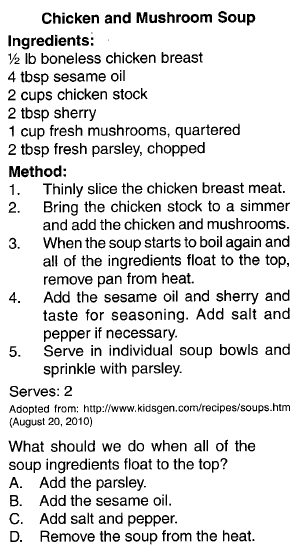 Chicken and Mushroom Soup
Ingredients:
½ lb boneless chicken breast
4 tbsp sesame oil
2 cups chicken stock
2 tbsp sherry
1 cup fresh mushrooms, quartered
2 tbsp fresh parsley, chopped
Method:
1. Thinly slice the chicken breast meat.
2. Bring the chicken stock to a simmer
and add the chicken and mushrooms.
3. When the soup starts to boil again and
all of the ingredients float to the top,
remove pan from heat.
4. Add the sesame oil and sherry and
taste for seasoning. Add salt and
pepper if necessary.
5. Serve in individual soup bowls and
sprinkle with parsley.
Serves: 2
Adopted from: http://www.kidsgen.com/recipes/soups.htm
(August 20, 2010)
What should we do when all of the
soup ingredients float to the top?
A. Add the parsley.
B. Add the sesame oil.
C. Add salt and pepper.
D. Remove the soup from the heat.